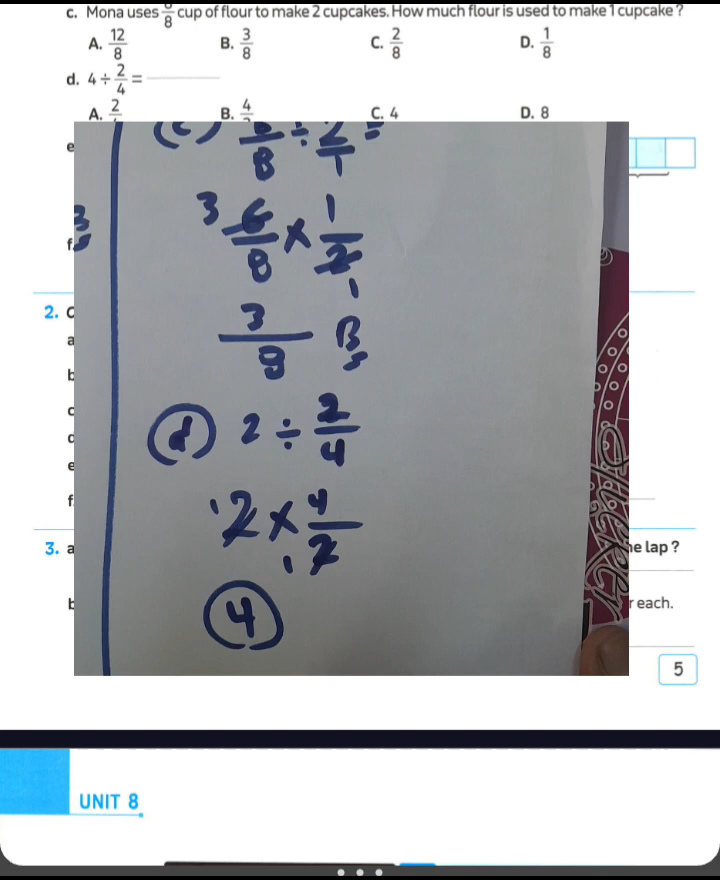 c. Mona uses 6/8 cup of flour to make 2 cupcakes. How much flour is used to make 1 cupcake?
A. 12/8 B. 3/8 C. 2/8 D. 1/8
d. 4 ÷ 2/4 =
A. 2 B. 4 C. 4 D. 8
e
(c) 6/8 ÷ 2/1 =
3 6/8 × 1/2 1
f. 3
2. C
3/8 B
a
b
c
(d) 2 ÷ 2/4
d
e
f
1 2 × 4/2 1
3. a he lap?
b r each.
4
5
UNIT 8